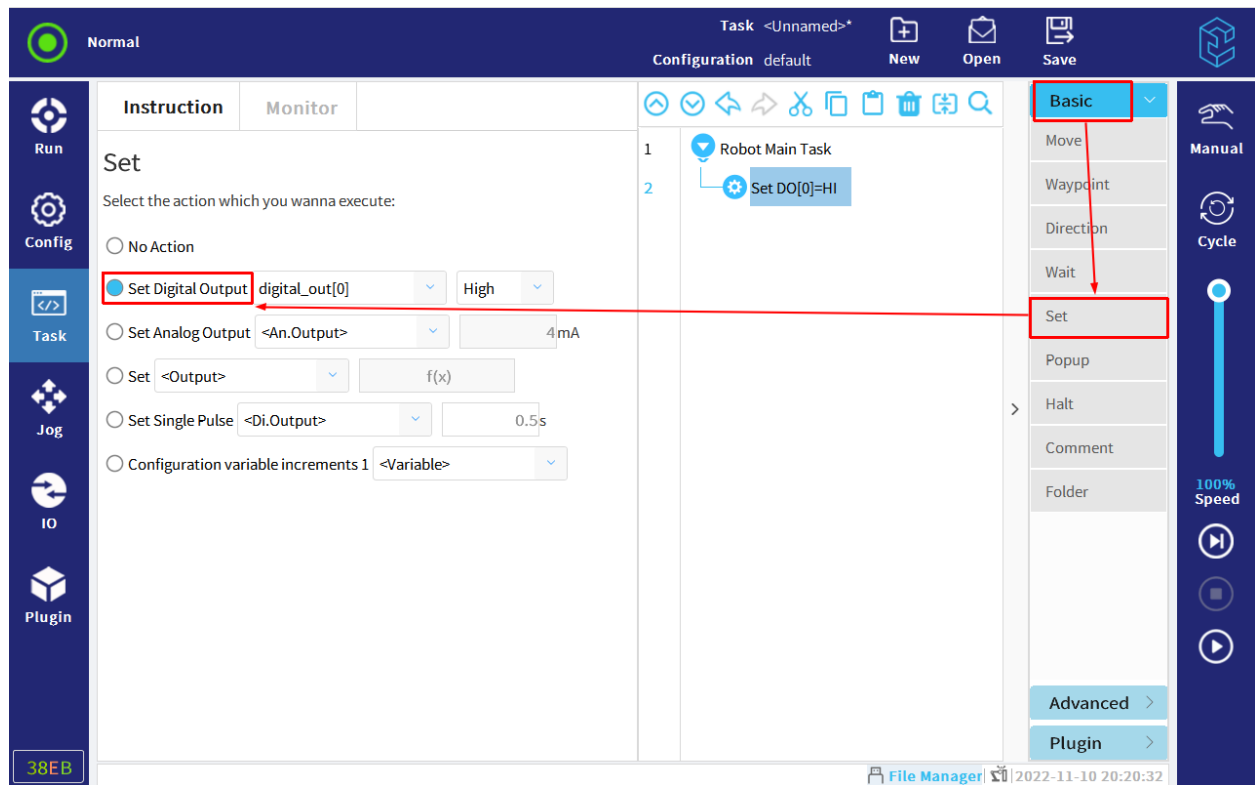 Normal
Task <Unnamed>*
Configuration default
New
Open
Save
Run
Config
Task
Jog
IO
Plugin
38EB
Instruction Monitor
Set
Select the action which you wanna execute:
No Action
Set Digital Output digital_out[0] High
Set Analog Output <An.Output> 4 mA
Set <Output> f(x)
Set Single Pulse <Di.Output> 0.5 s
Configuration variable increments 1 <Variable>
1 Robot Main Task
2 Set DO[0]=HI
Basic
Move
Waypoint
Direction
Wait
Set
Popup
Halt
Comment
Folder
Advanced
Plugin
Manual
Cycle
100%
Speed
File Manager 2022-11-10 20:20:32